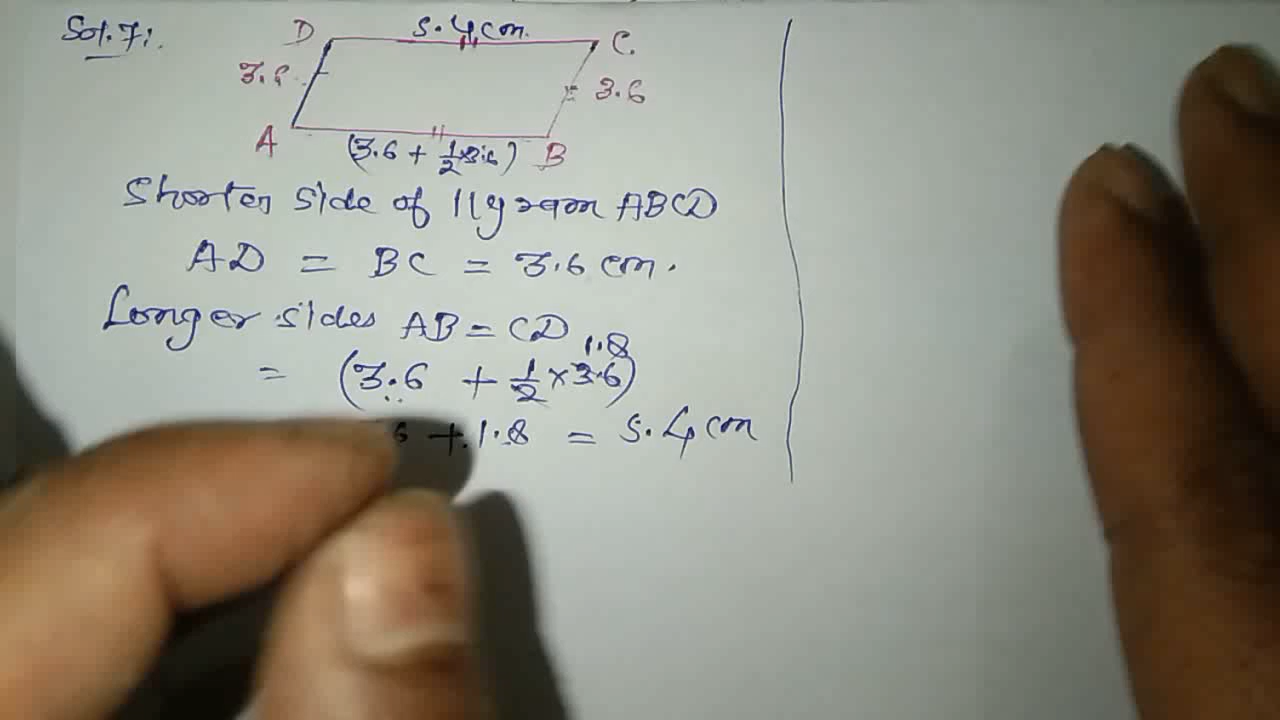 Sol. 7:
D 5.4 cm. C.
3.6 3.6
A (3.6 + 1/2 × 3.6) B
Shorter side of ||gram ABCD
AD = BC = 3.6 cm.
Longer sides AB = CD
1.8
= (3.6 + 1/2 × 3.6)
6 + 1.8 = 5.4 cm